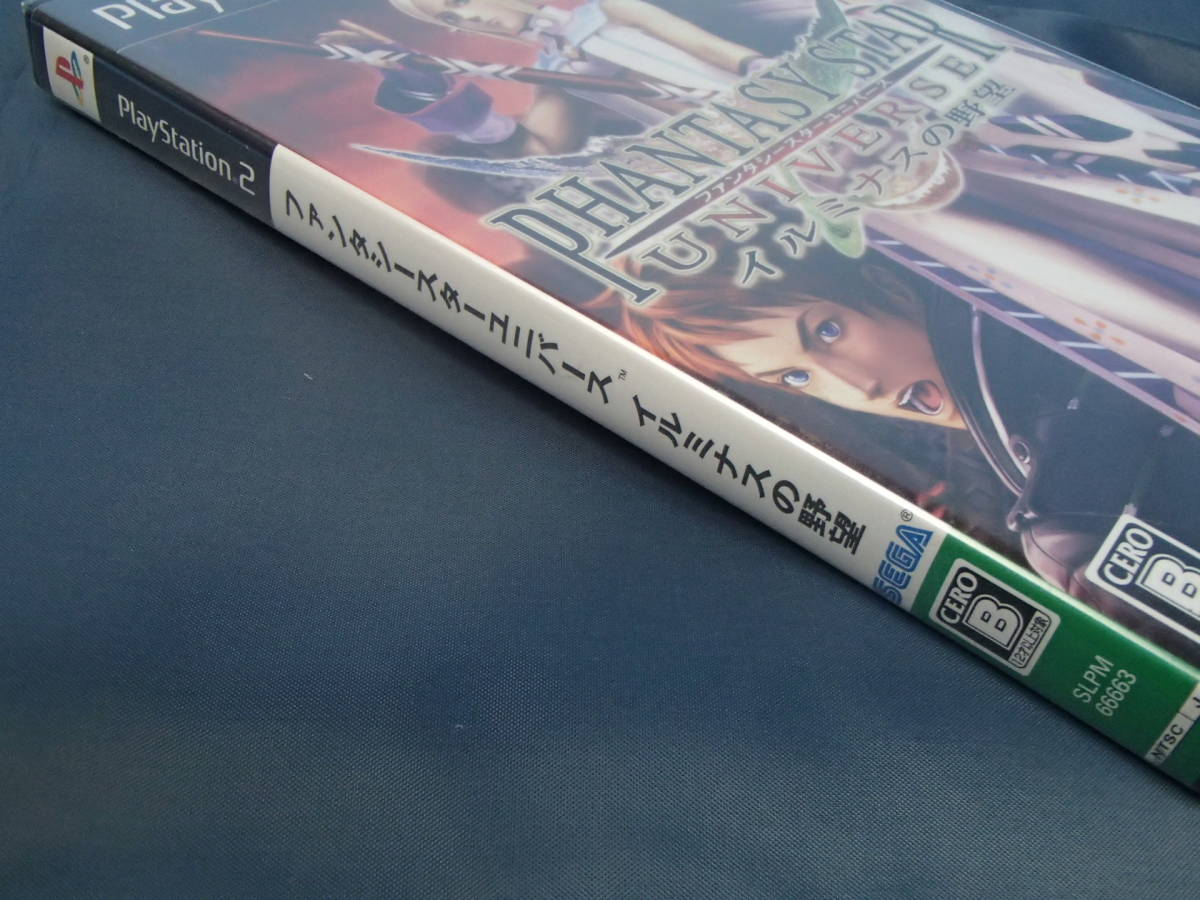 Play
PHANTASY STAR
ファンタシースターユニバース
UNIVERSE
イルミナスの野望
CERO
B
PlayStation 2
ファンタシースターユニバース™ イルミナスの野望
SEGA®
CERO
B
12才以上対象
SLPM
66663
NTSC J